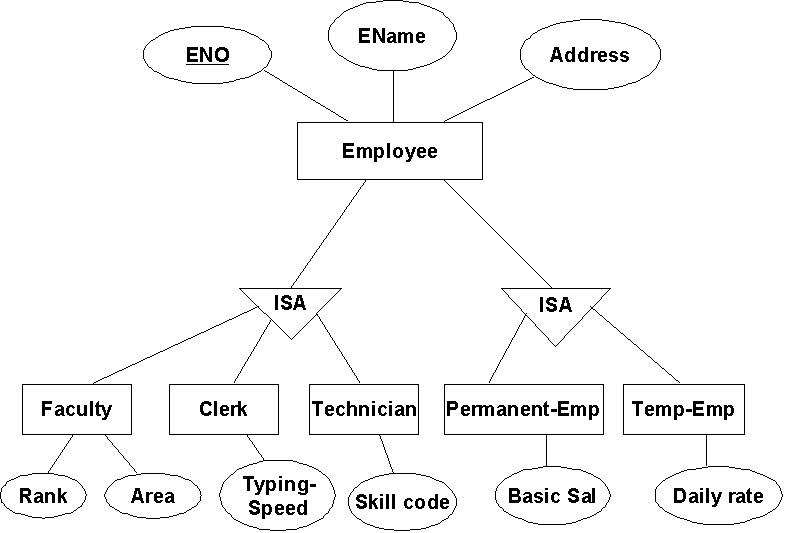 EName
ENO
Address
Employee
ISA
ISA
Faculty
Clerk
Technician
Permanent-Emp
Temp-Emp
Rank
Area
Typing-
Speed
Skill code
Basic Sal
Daily rate